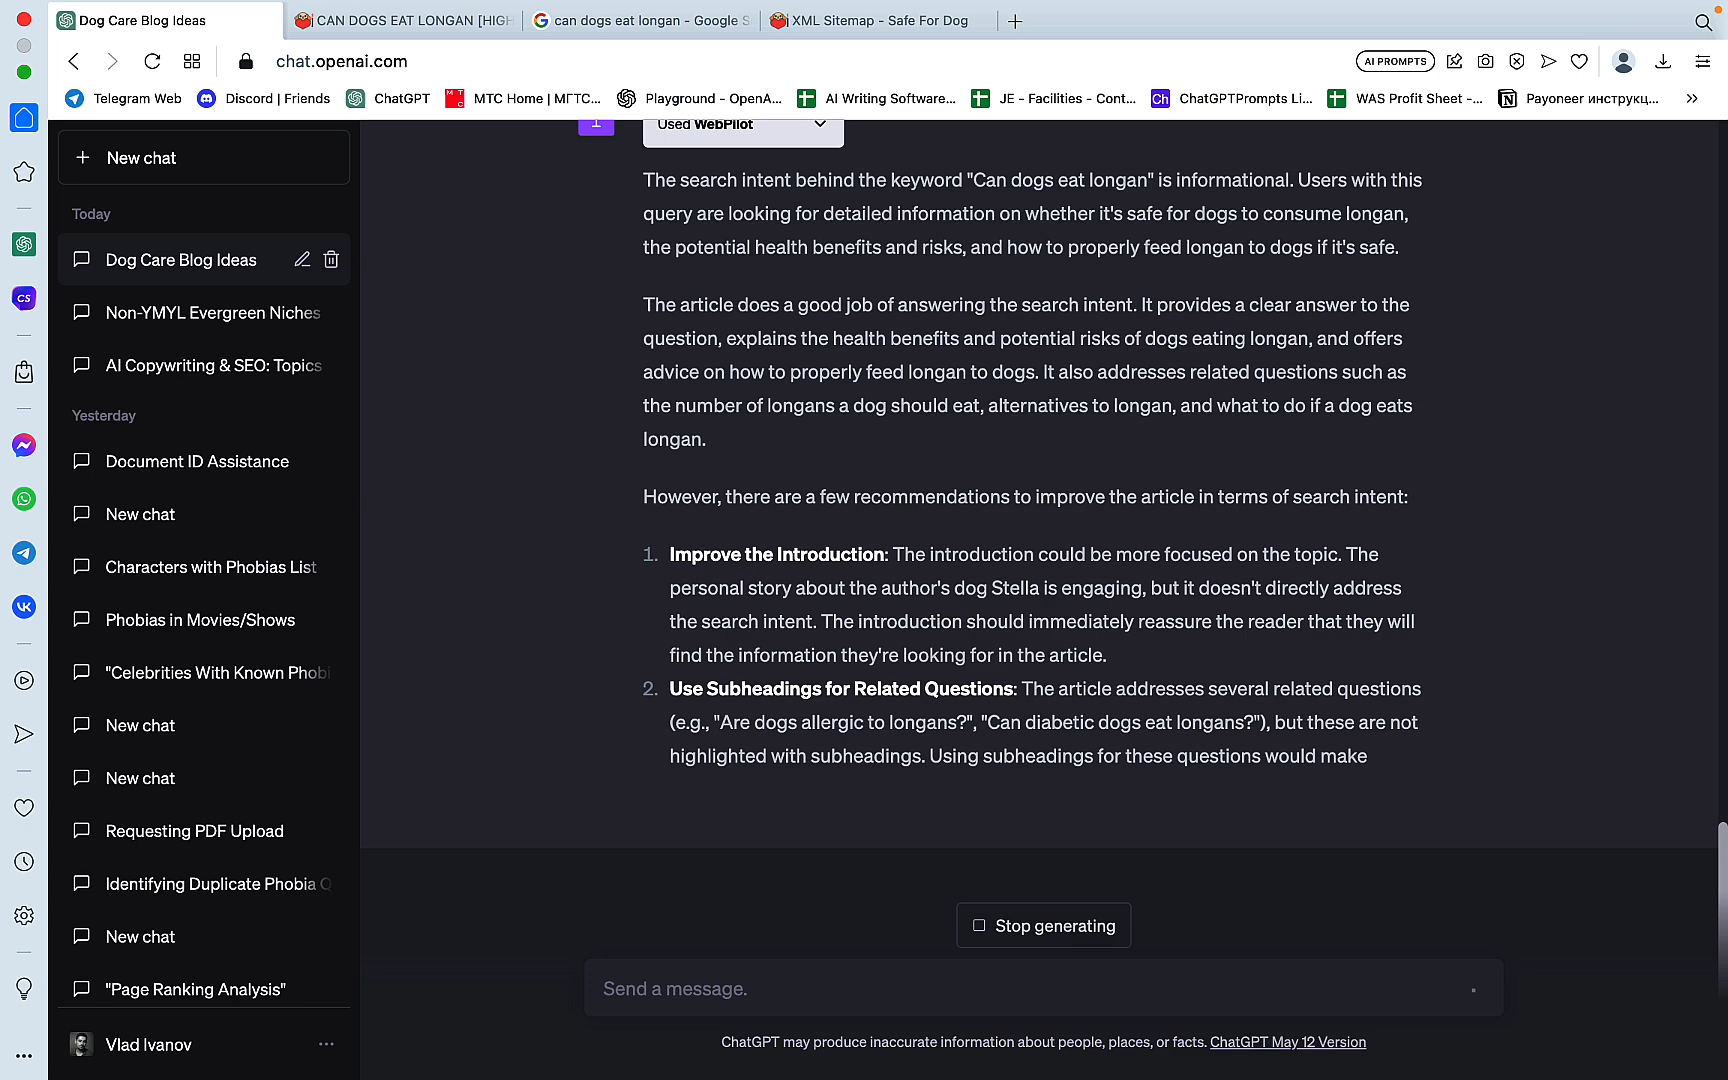 Dog Care Blog Ideas
CAN DOGS EAT LONGAN [HIGH
can dogs eat longan - Google S
XML Sitemap - Safe For Dog
chat.openai.com
AI PROMPTS
Telegram Web
Discord | Friends
ChatGPT
МТС Home | МГТС...
Playground - OpenA...
AI Writing Software...
JE - Facilities - Cont...
Ch
ChatGPTPrompts Li...
WAS Profit Sheet -...
Payoneer инструкц...
New chat
Today
Dog Care Blog Ideas
Non-YMYL Evergreen Niches
AI Copywriting & SEO: Topics
Yesterday
Document ID Assistance
New chat
Characters with Phobias List
Phobias in Movies/Shows
"Celebrities With Known Phobi
New chat
New chat
Requesting PDF Upload
Identifying Duplicate Phobia Q
New chat
"Page Ranking Analysis"
Vlad Ivanov
CS
VK
Used WebPilot
The search intent behind the keyword "Can dogs eat longan" is informational. Users with this
query are looking for detailed information on whether it's safe for dogs to consume longan,
the potential health benefits and risks, and how to properly feed longan to dogs if it's safe.
The article does a good job of answering the search intent. It provides a clear answer to the
question, explains the health benefits and potential risks of dogs eating longan, and offers
advice on how to properly feed longan to dogs. It also addresses related questions such as
the number of longans a dog should eat, alternatives to longan, and what to do if a dog eats
longan.
However, there are a few recommendations to improve the article in terms of search intent:
1. Improve the Introduction: The introduction could be more focused on the topic. The
personal story about the author's dog Stella is engaging, but it doesn't directly address
the search intent. The introduction should immediately reassure the reader that they will
find the information they're looking for in the article.
2. Use Subheadings for Related Questions: The article addresses several related questions
(e.g., "Are dogs allergic to longans?", "Can diabetic dogs eat longans?"), but these are not
highlighted with subheadings. Using subheadings for these questions would make
Stop generating
Send a message.
ChatGPT may produce inaccurate information about people, places, or facts. ChatGPT May 12 Version